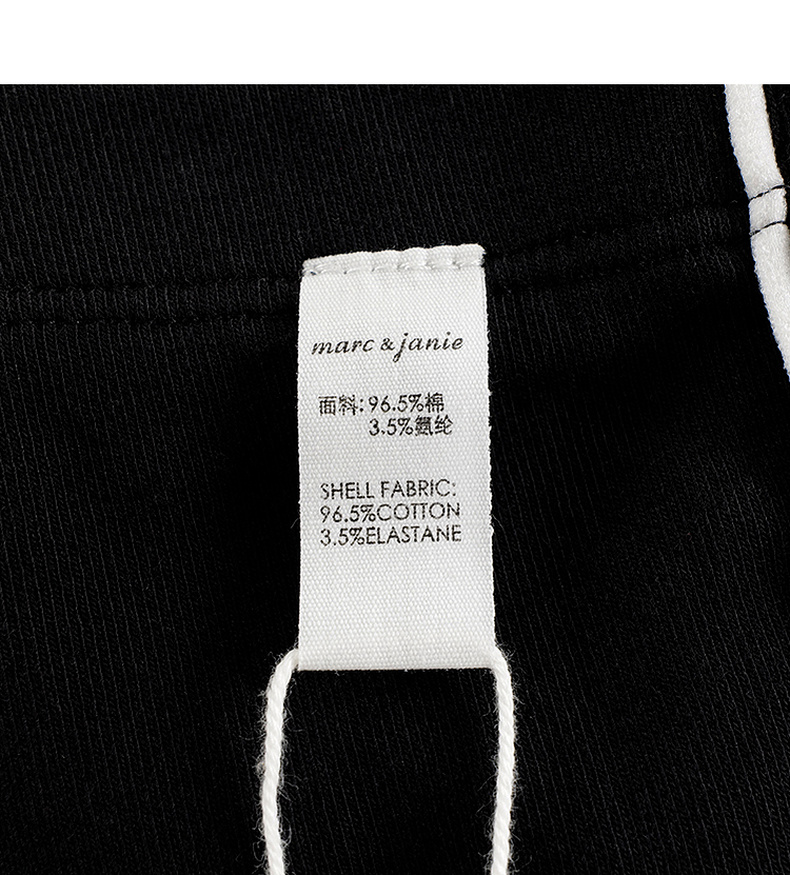 marc & janie
面料: 96.5%棉
3.5%氨纶
SHELL FABRIC:
96.5%COTTON
3.5%ELASTANE